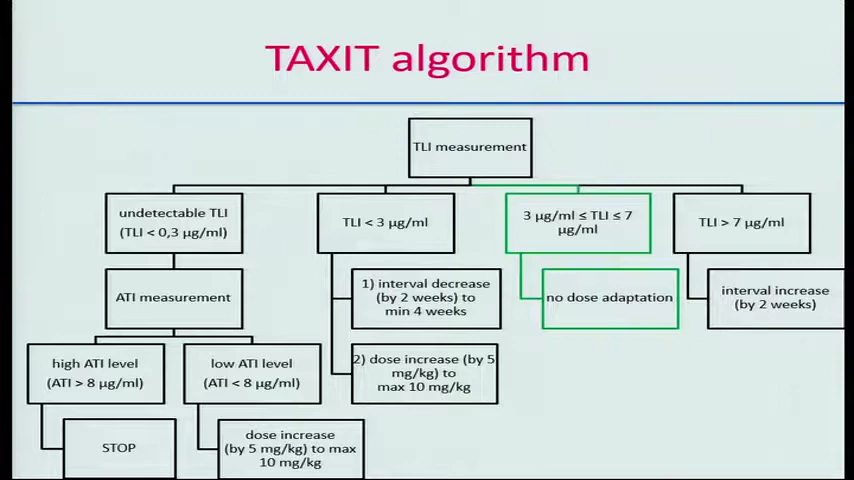 TAXIT algorithm
TLI measurement
undetectable TLI
(TLI < 0,3 µg/ml)
TLI < 3 µg/ml
3 µg/ml ≤ TLI ≤ 7
µg/ml
TLI > 7 µg/ml
ATI measurement
1) interval decrease
(by 2 weeks) to
min 4 weeks
no dose adaptation
interval increase
(by 2 weeks)
high ATI level
(ATI > 8 µg/ml)
low ATI level
(ATI < 8 µg/ml)
2) dose increase (by 5
mg/kg) to
max 10 mg/kg
STOP
dose increase
(by 5 mg/kg) to max
10 mg/kg